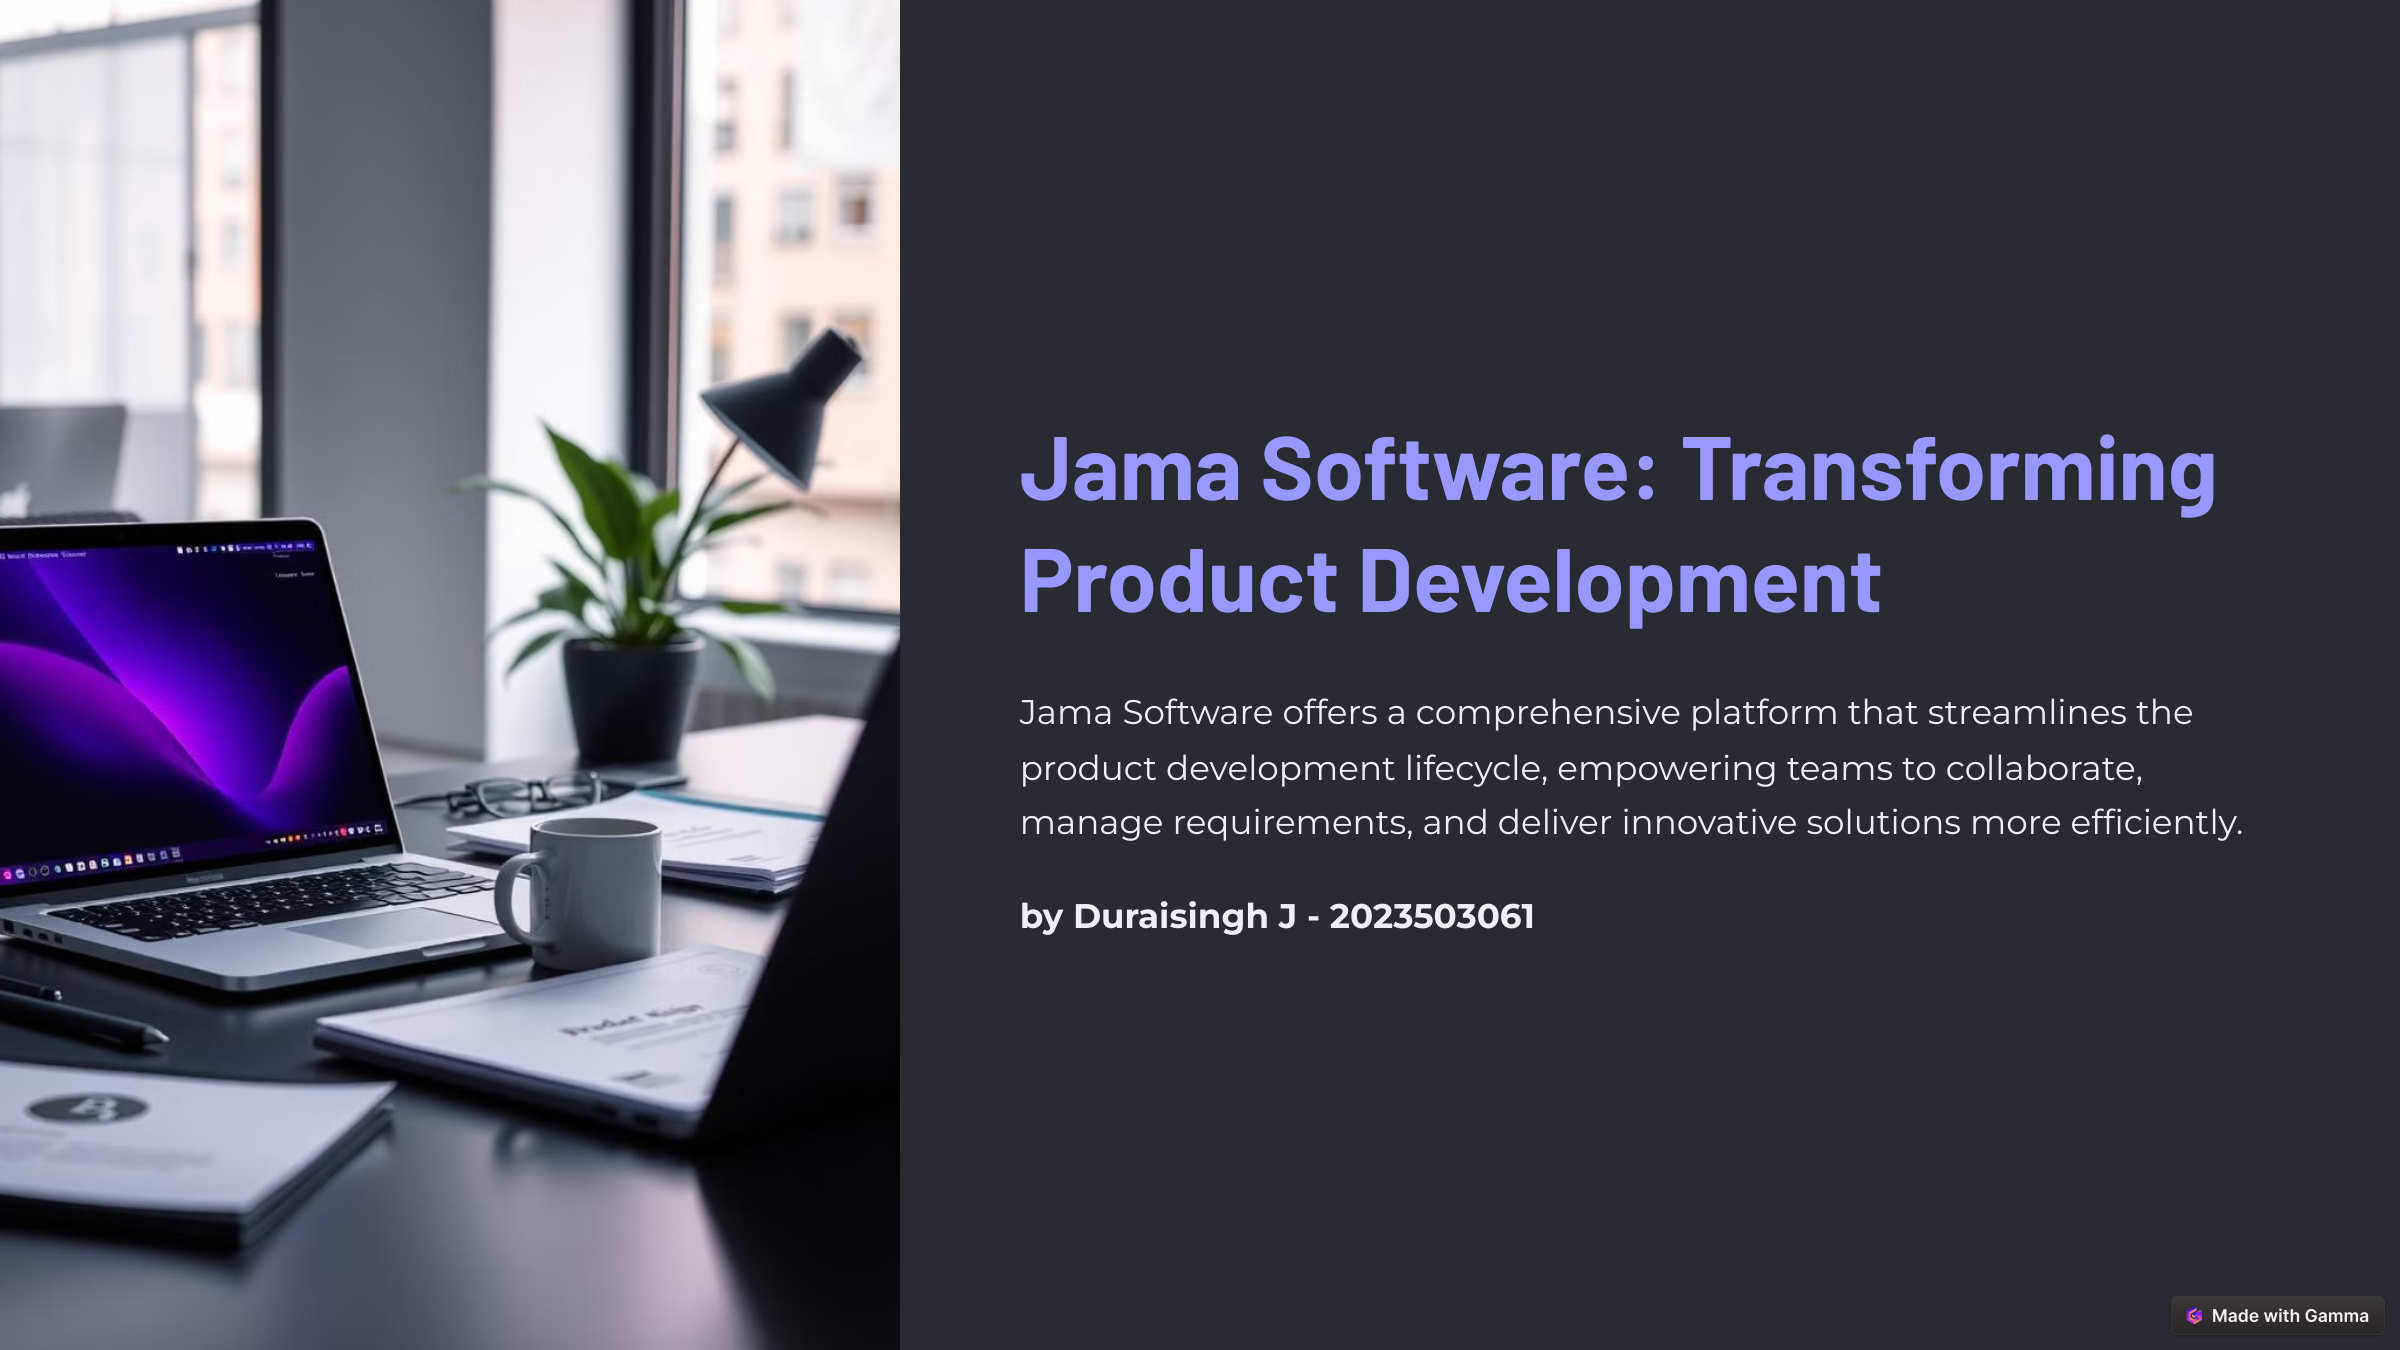 Jama Software: Transforming
Product Development
Jama Software offers a comprehensive platform that streamlines the
product development lifecycle, empowering teams to collaborate,
manage requirements, and deliver innovative solutions more efficiently.
by Duraisingh J - 2023503061
Made with Gamma